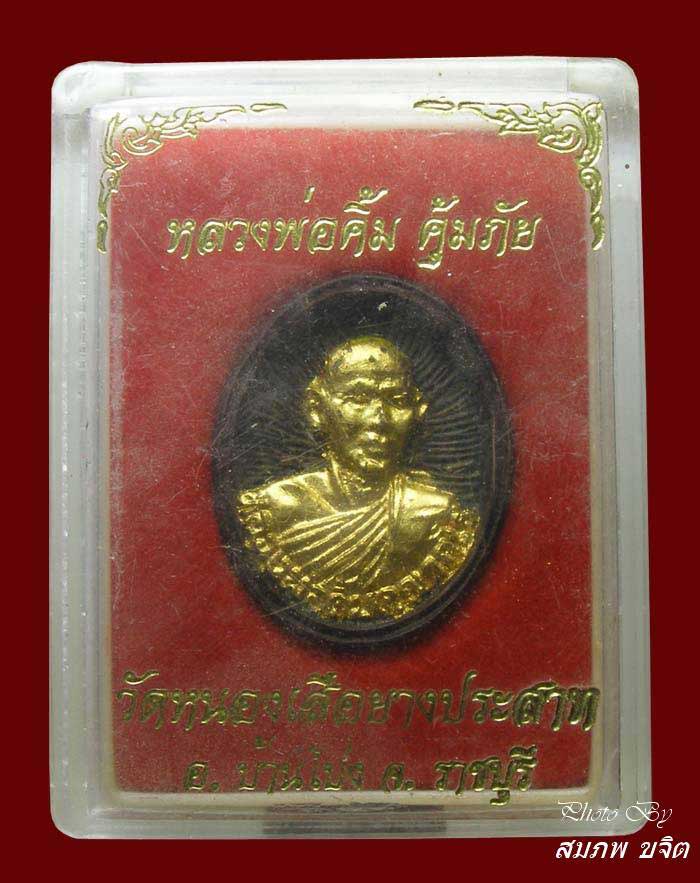 หลวงพ่อคิ้ม คุ้มภัย
วัดหนองเสือยางประสาท
อ. บ้านโป่ง จ. ราชบุรี
Photo By
สมภพ บจิต